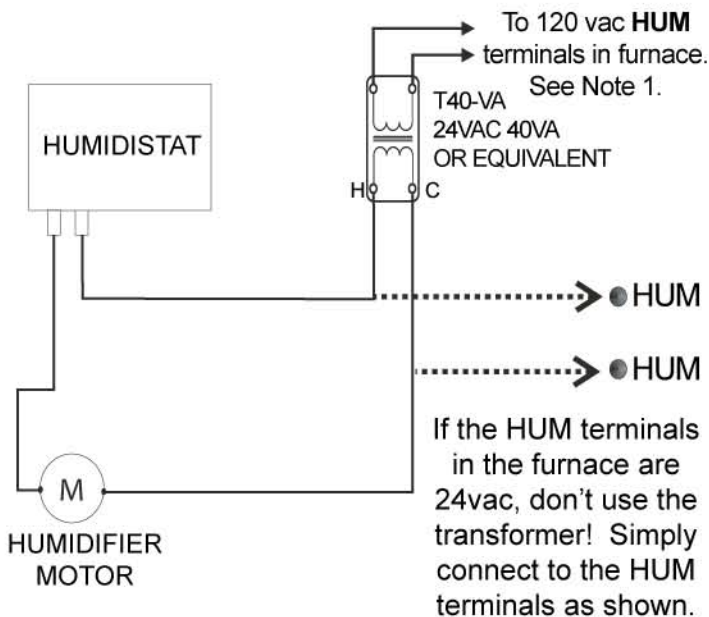 To 120 vac HUM
terminals in furnace.
See Note 1.
HUMIDISTAT
T40-VA
24VAC 40VA
OR EQUIVALENT
H
C
HUM
HUM
M
HUMIDIFIER
MOTOR
If the HUM terminals
in the furnace are
24vac, don't use the
transformer! Simply
connect to the HUM
terminals as shown.